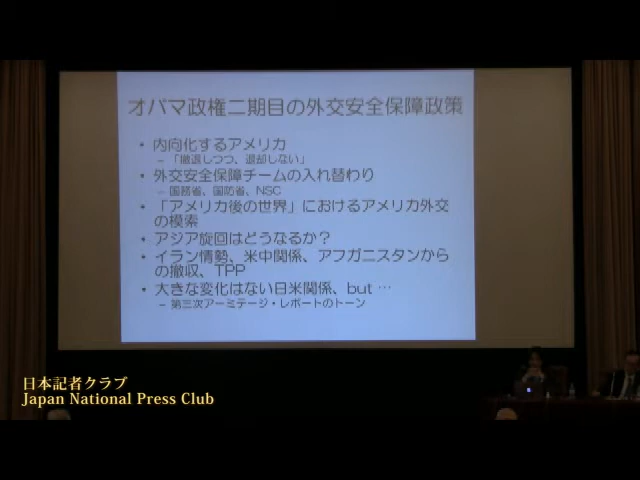 オバマ政権二期目の外交安全保障政策
・ 内向化するアメリカ
– 「撤退しつつ、退却しない」
・ 外交安全保障チームの入れ替わり
– 国務省、国防省、NSC
・ 「アメリカ後の世界」におけるアメリカ外交
の模索
・ アジア旋回はどうなるか？
・ イラン情勢、米中関係、アフガニスタンから
の撤収、TPP
・ 大きな変化はない日米関係、but …
– 第三次アーミテージ・レポートのトーン
日本記者クラブ
Japan National Press Club